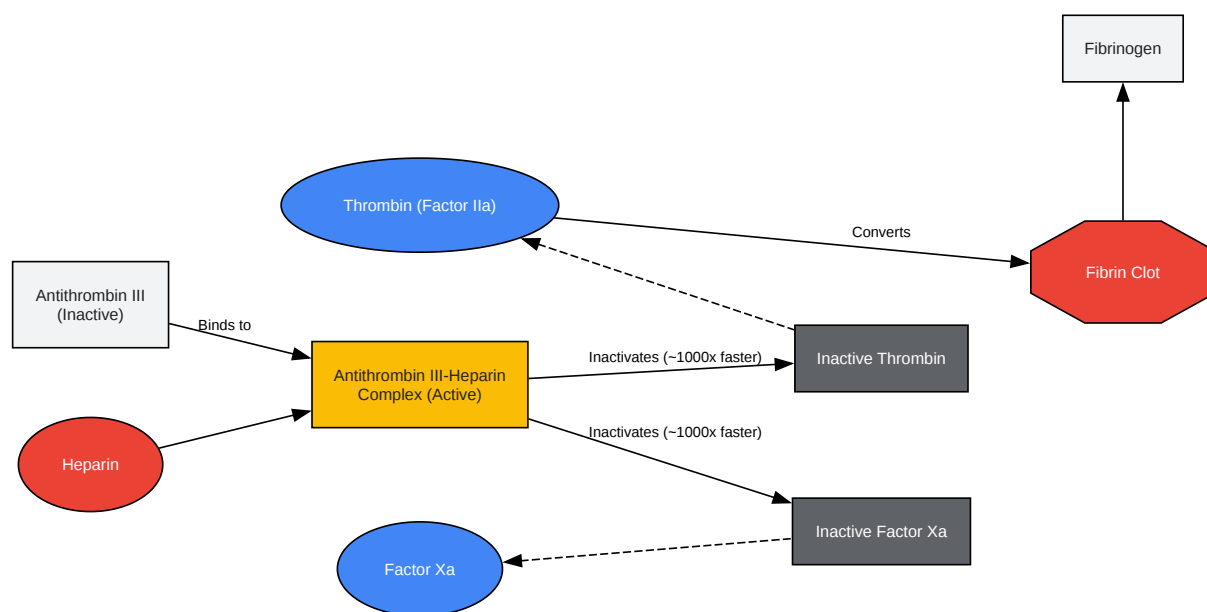 Fibrinogen
Thrombin (Factor IIa)
Converts
Fibrin Clot
Antithrombin III
(Inactive)
Binds to
Antithrombin III-Heparin
Complex (Active)
Inactivates (~1000x faster)
Inactive Thrombin
Inactivates (~1000x faster)
Heparin
Inactive Factor Xa
Factor Xa